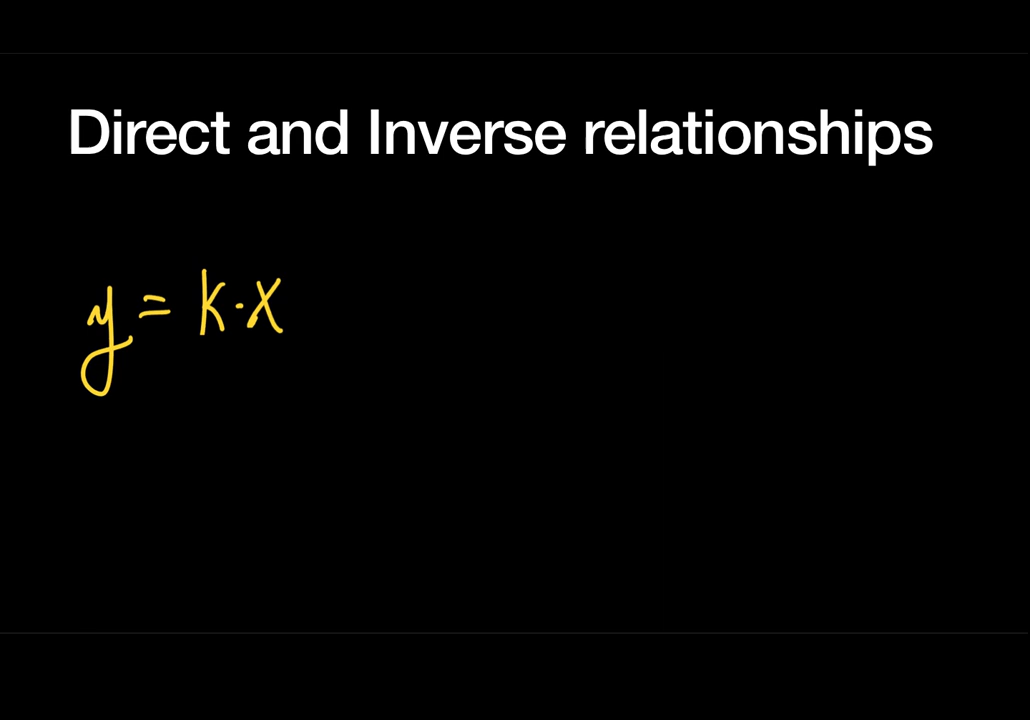 Direct and Inverse relationships
y = k·x